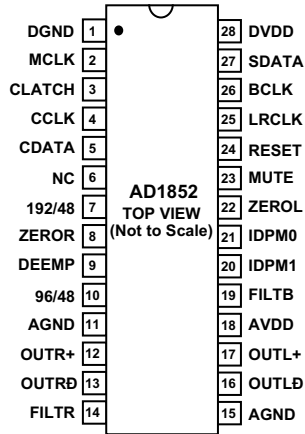 DGND 1 28 DVDD
MCLK 2 27 SDATA
CLATCH 3 26 BCLK
CCLK 4 25 LRCLK
CDATA 5 24 RESET
NC 6 23 MUTE
192/48 7 22 ZEROL
ZEROR 8 21 IDPM0
DEEMP 9 20 IDPM1
96/48 10 19 FILTB
AGND 11 18 AVDD
OUTR+ 12 17 OUTL+
OUTRÐ 13 16 OUTLÐ
FILTR 14 15 AGND
AD1852
TOP VIEW
(Not to Scale)